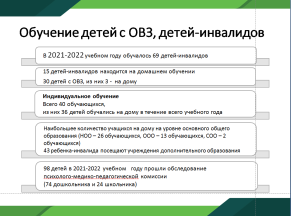 Обучение детей с ОВЗ, детей-инвалидов
В 2021-2022 учебном году обучалось 69 детей-инвалидов
15 детей-инвалидов находится на домашнем обучении
30 детей с ОВЗ, из них 3 - на дому
Индивидуальное обучение
Всего 40 обучающихся,
из них 36 детей обучались на дому в течение всего учебного года
Наибольшее количество учащихся на дому на уровне основного общего
образования (НОО – 26 обучающихся, ООО – 13 обучающихся, СОО – 2
обучающихся)
43 ребенка-инвалида посещают учреждения дополнительного образования
98 детей в 2021-2022 учебном году прошли обследование
психолого-медико-педагогической комиссии
(74 дошкольника и 24 школьника)